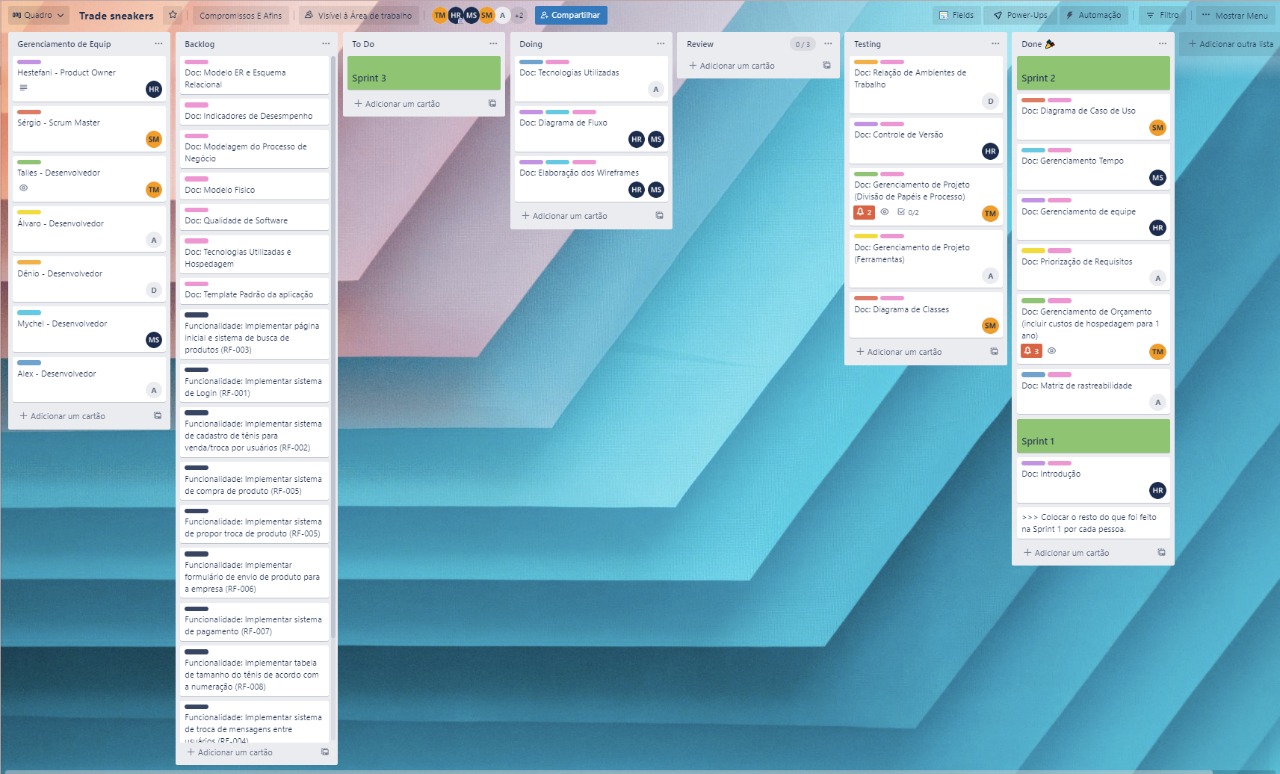 Quadro
Trade sneakers
Compromissos E Afins
Visível à Área de trabalho
TM
HR
MS
SM
A
+2
Compartilhar
Fields
Power-Ups
Automação
Filtro
Mostrar Menu
Gerenciamento de Equip
Hestefani - Product Owner
HR
Sérgio - Scrum Master
SM
Talles - Desenvolvedor
TM
Álvaro - Desenvolvedor
A
Dênio - Desenvolvedor
D
Mychel - Desenvolvedor
MS
Alex - Desenvolvedor
A
+ Adicionar um cartão
Backlog
Doc: Modelo ER e Esquema
Relacional
Doc: Indicadores de Desesmpenho
Doc: Modelagem do Processo de
Negócio
Doc: Modelo Físico
Doc: Qualidade de Software
Doc: Tecnologias Utilizadas e
Hospedagem
Doc: Template Padrão da aplicação
Funcionalidade: Implementar página
inicial e sistema de busca de
produtos (RF-003)
Funcionalidade: Implementar sistema
de Login (RF-001)
Funcionalidade: Implementar sistema
de cadastro de tênis para
venda/troca por usuários (RF-002)
Funcionalidade: Implementar sistema
de compra de produto (RF-005)
Funcionalidade: Implementar sistema
de propor troca de produto (RF-005)
Funcionalidade: Implementar
formulário de envio de produto para
a empresa (RF-006)
Funcionalidade: Implementar sistema
de pagamento (RF-007)
Funcionalidade: Implementar tabela
de tamanho do tênis de acordo com
a numeração (RF-008)
Funcionalidade: Implementar sistema
de troca de mensagens entre
usuários (RF-004)
+ Adicionar um cartão
To Do
Sprint 3
+ Adicionar um cartão
Doing
Doc: Tecnologias Utilizadas
A
Doc: Diagrama de Fluxo
HR
MS
Doc: Elaboração dos Wireframes
HR
MS
+ Adicionar um cartão
Review
0 / 3
+ Adicionar um cartão
Testing
Doc: Relação de Ambientes de
Trabalho
D
Doc: Controle de Versão
HR
Doc: Gerenciamento de Projeto
(Divisão de Papéis e Processo)
2
0/2
TM
Doc: Gerenciamento de Projeto
(Ferramentas)
A
Doc: Diagrama de Classes
SM
+ Adicionar um cartão
Done 🎉
Sprint 2
Doc: Diagrama de Caso de Uso
SM
Doc: Gerenciamento Tempo
MS
Doc: Gerenciamento de equipe
HR
Doc: Priorização de Requisitos
A
Doc: Gerenciamento de Orçamento
(incluir custos de hospedagem para 1
ano)
3
TM
Doc: Matriz de rastreabilidade
A
Sprint 1
Doc: Introdução
HR
>>> Colocar o resto do que foi feito
na Sprint 1 por cada pessoa.
+ Adicionar um cartão
+ Adicionar outra lista